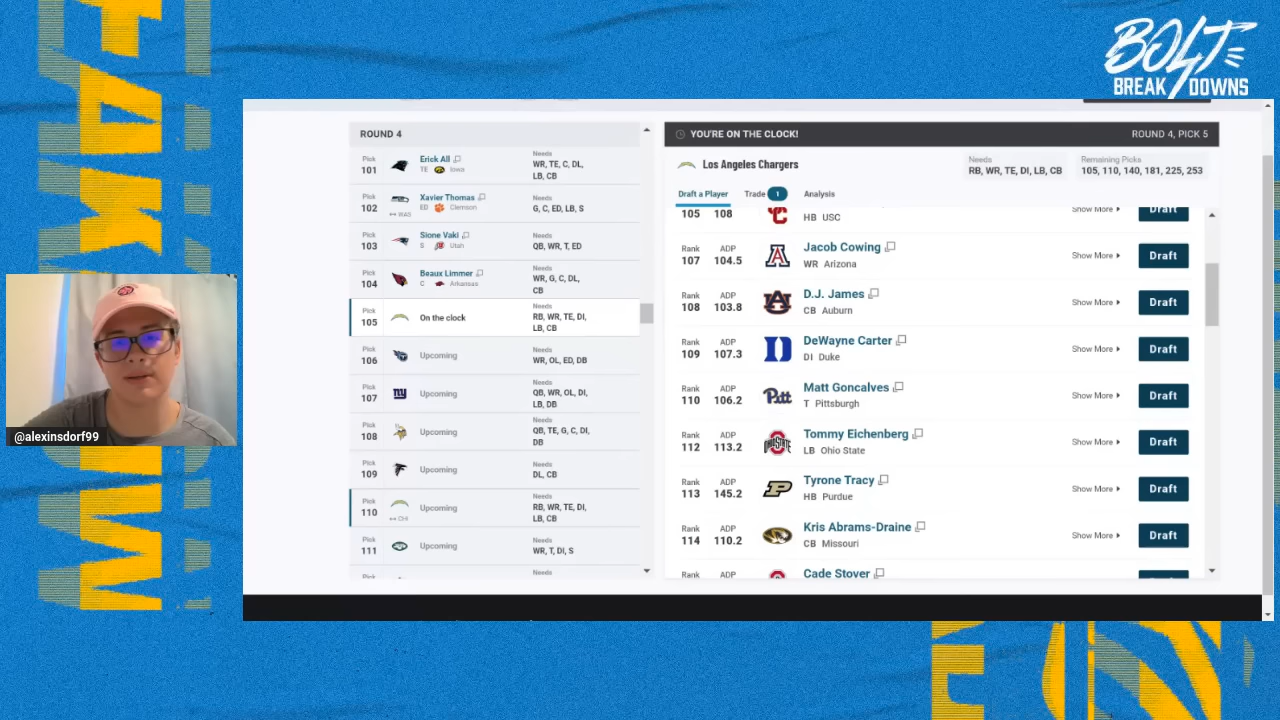 BOLT
BREAK DOWNS
ROUND 4
Pick
101
Erick All
TE Iowa
Needs
WR, TE, C, DL,
LB, CB
Pick
102
WAS
Xavier Thomas
ED Clemson
Needs
G, C, ED, LB, S
Pick
103
Sione Vaki
S Utah
Needs
QB, WR, T, ED
Pick
104
Beaux Limmer
C Arkansas
Needs
WR, G, C, DL,
CB
Pick
105
On the clock
Needs
RB, WR, TE, DI,
LB, CB
Pick
106
Upcoming
Needs
WR, OL, ED, DB
Pick
107
Upcoming
Needs
QB, WR, OL, DI,
LB, DB
Pick
108
Upcoming
Needs
QB, TE, G, C, DI,
DB
Pick
109
Upcoming
Needs
DL, CB
Pick
110
CHI
Upcoming
Needs
RB, WR, TE, DI,
LB, CB
Pick
111
Upcoming
Needs
WR, T, DI, S
Pick
Needs
YOU'RE ON THE CLOCK!
ROUND 4, PICK 5
Los Angeles Chargers
Needs
RB, WR, TE, DI, LB, CB
Remaining Picks
105, 110, 140, 181, 225, 253
Draft a Player
Trade 1
Analysis
105 108
HB USC
Show More
Draft
Rank ADP
107 104.5
Jacob Cowing
WR Arizona
Show More
Draft
Rank ADP
108 103.8
D.J. James
CB Auburn
Show More
Draft
Rank ADP
109 107.3
DeWayne Carter
DI Duke
Show More
Draft
Rank ADP
110 106.2
Matt Goncalves
T Pittsburgh
Show More
Draft
Rank ADP
112 113.2
Tommy Eichenberg
LB Ohio State
Show More
Draft
Rank ADP
113 145.2
Tyrone Tracy
HB Purdue
Show More
Draft
Rank ADP
114 110.2
Kris Abrams-Draine
CB Missouri
Show More
Draft
Rank ADP
Cade Stover
@alexinsdorf99